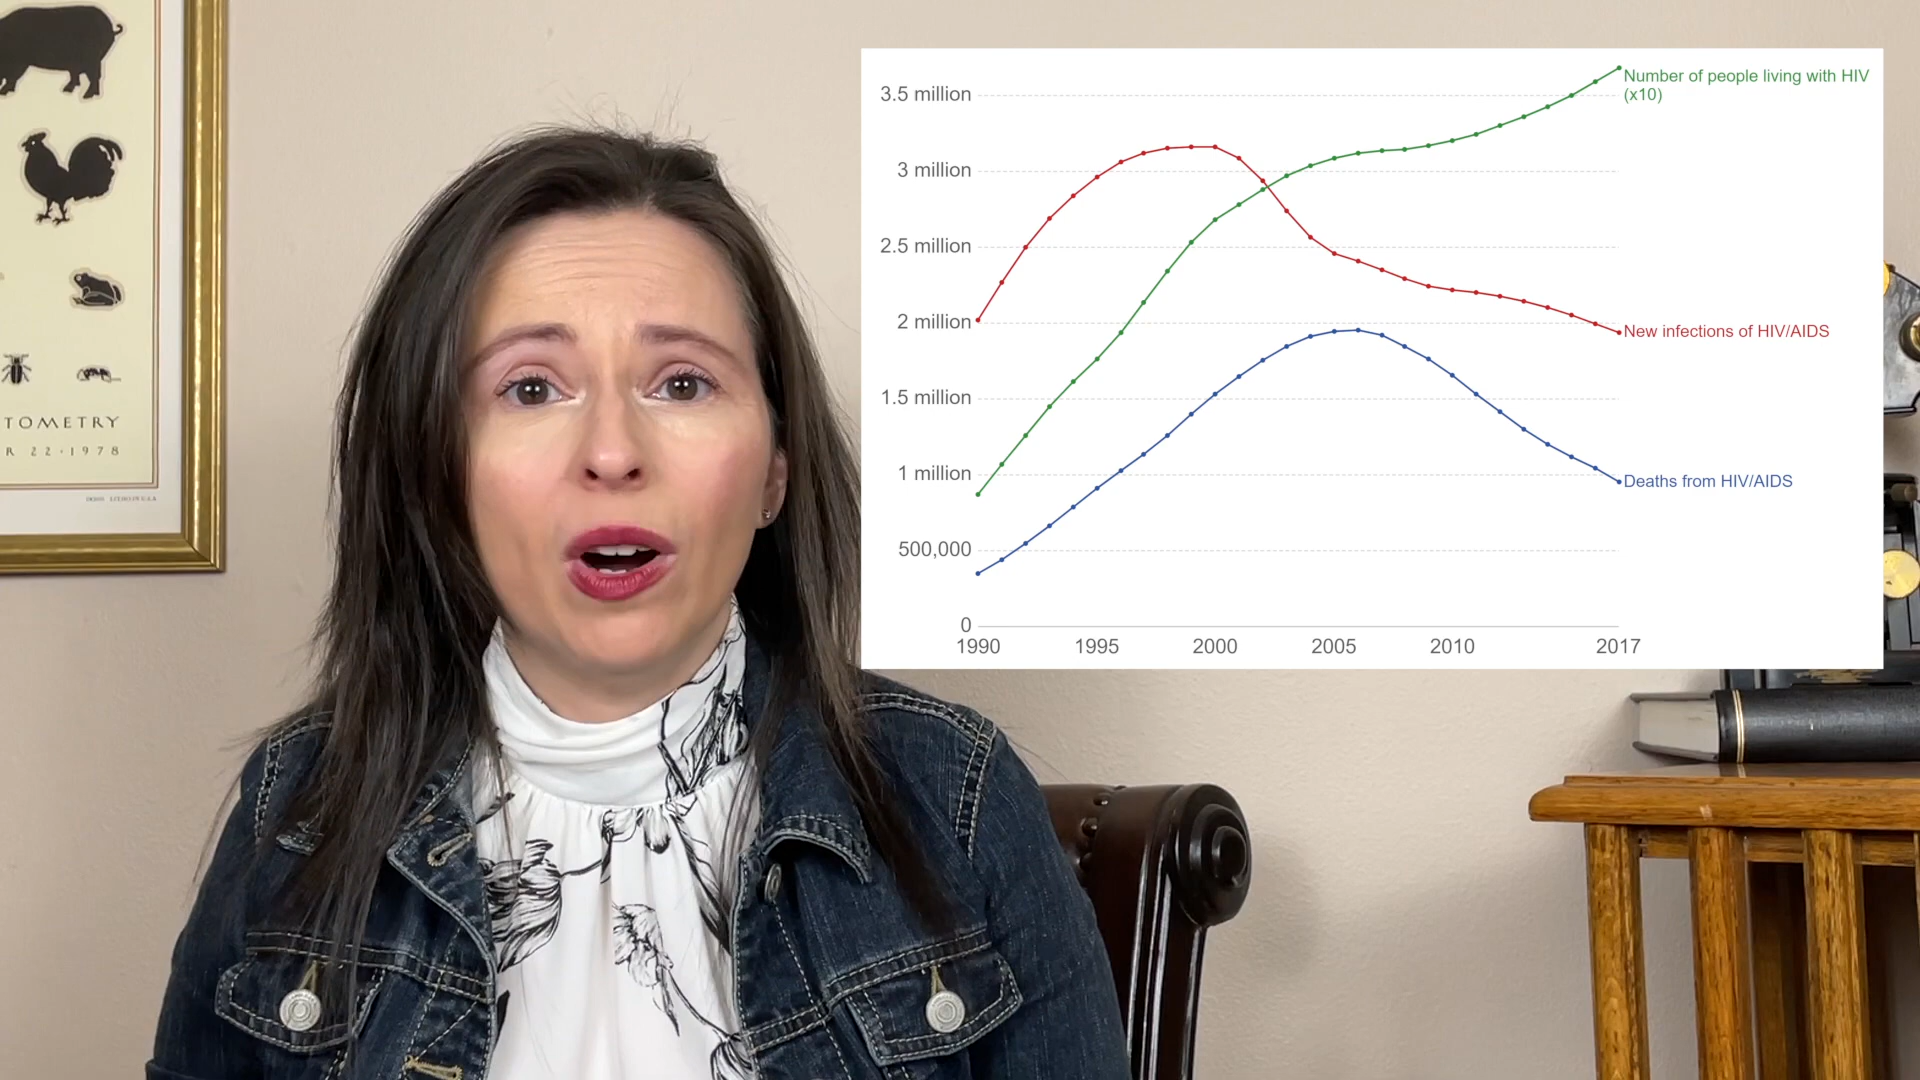 TOMETRY
R 22·1978
3.5 million
3 million
2.5 million
2 million
1.5 million
1 million
500,000
0
1990 1995 2000 2005 2010 2017
Number of people living with HIV
(x10)
New infections of HIV/AIDS
Deaths from HIV/AIDS